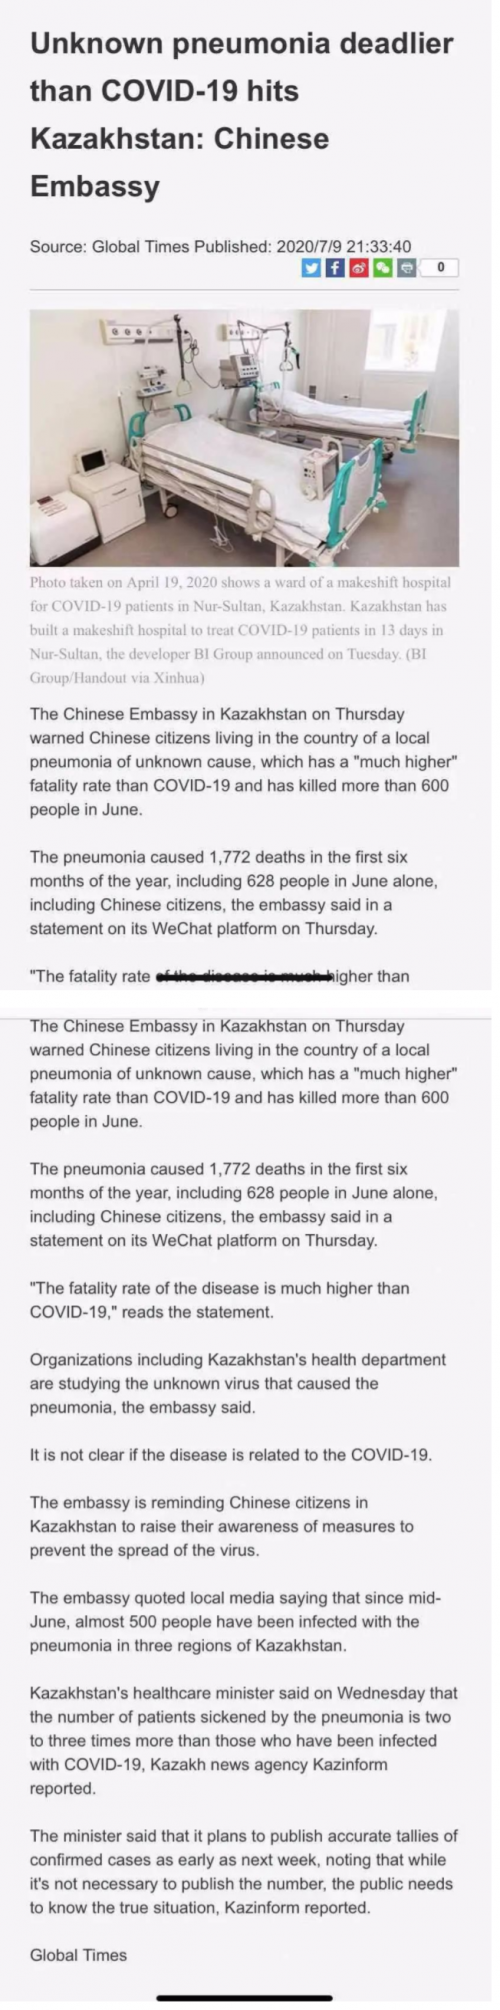 Unknown pneumonia deadlier
than COVID-19 hits
Kazakhstan: Chinese
Embassy
Source: Global Times Published: 2020/7/9 21:33:40
0
Photo taken on April 19, 2020 shows a ward of a makeshift hospital
for COVID-19 patients in Nur-Sultan, Kazakhstan. Kazakhstan has
built a makeshift hospital to treat COVID-19 patients in 13 days in
Nur-Sultan, the developer BI Group announced on Tuesday. (BI
Group/Handout via Xinhua)
The Chinese Embassy in Kazakhstan on Thursday
warned Chinese citizens living in the country of a local
pneumonia of unknown cause, which has a "much higher"
fatality rate than COVID-19 and has killed more than 600
people in June.
The pneumonia caused 1,772 deaths in the first six
months of the year, including 628 people in June alone,
including Chinese citizens, the embassy said in a
statement on its WeChat platform on Thursday.
"The fatality rate of the disease is much higher than
The Chinese Embassy in Kazakhstan on Thursday
warned Chinese citizens living in the country of a local
pneumonia of unknown cause, which has a "much higher"
fatality rate than COVID-19 and has killed more than 600
people in June.
The pneumonia caused 1,772 deaths in the first six
months of the year, including 628 people in June alone,
including Chinese citizens, the embassy said in a
statement on its WeChat platform on Thursday.
"The fatality rate of the disease is much higher than
COVID-19," reads the statement.
Organizations including Kazakhstan's health department
are studying the unknown virus that caused the
pneumonia, the embassy said.
It is not clear if the disease is related to the COVID-19.
The embassy is reminding Chinese citizens in
Kazakhstan to raise their awareness of measures to
prevent the spread of the virus.
The embassy quoted local media saying that since mid-
June, almost 500 people have been infected with the
pneumonia in three regions of Kazakhstan.
Kazakhstan's healthcare minister said on Wednesday that
the number of patients sickened by the pneumonia is two
to three times more than those who have been infected
with COVID-19, Kazakh news agency Kazinform
reported.
The minister said that it plans to publish accurate tallies of
confirmed cases as early as next week, noting that while
it's not necessary to publish the number, the public needs
to know the true situation, Kazinform reported.
Global Times